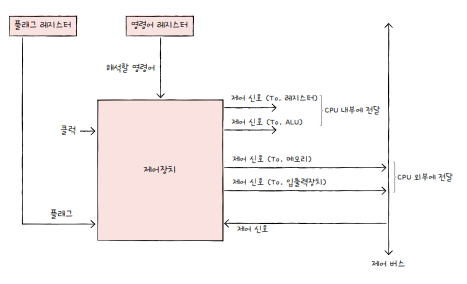 플래그 레지스터
명령어 레지스터
해석할 명령어
제어 신호 (To. 레지스터)
CPU 내부에 전달
제어 신호 (To. ALU)
클럭
제어장치
제어 신호 (To. 메모리)
CPU 외부에 전달
제어 신호 (To. 입출력장치)
플래그
제어 신호
제어 버스